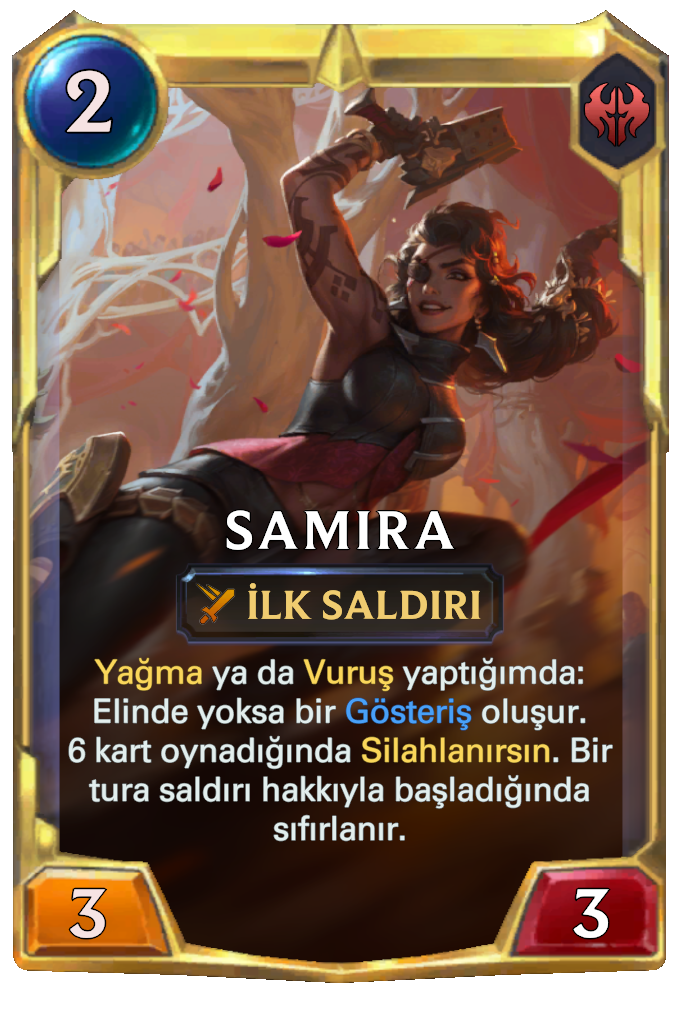 2
SAMIRA
İLK SALDIRI
Yağma ya da Vuruş yaptığımda:
Elinde yoksa bir Gösteriş oluşur.
6 kart oynadığında Silahlanırsın. Bir
tura saldırı hakkıyla başladığında
sıfırlanır.
3
3